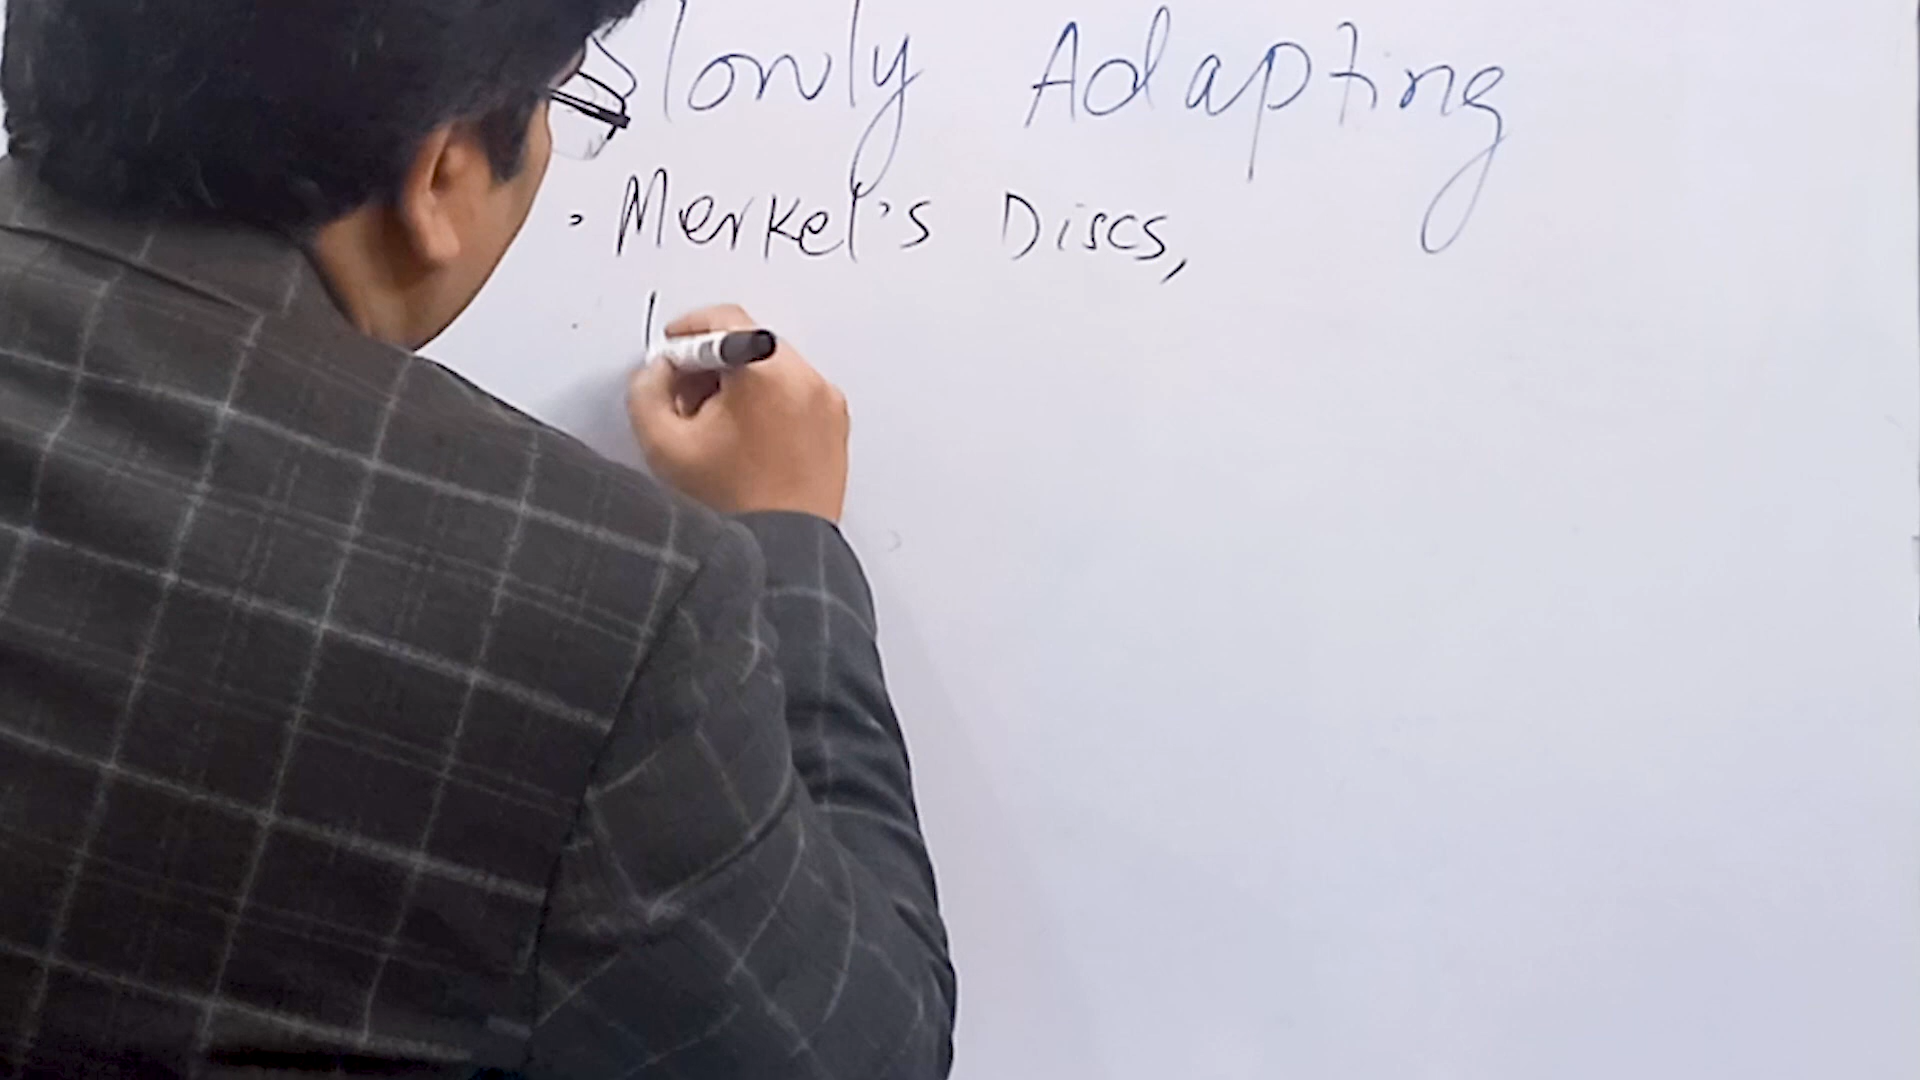 Slowly Adapting
• Merkel's Discs,
•